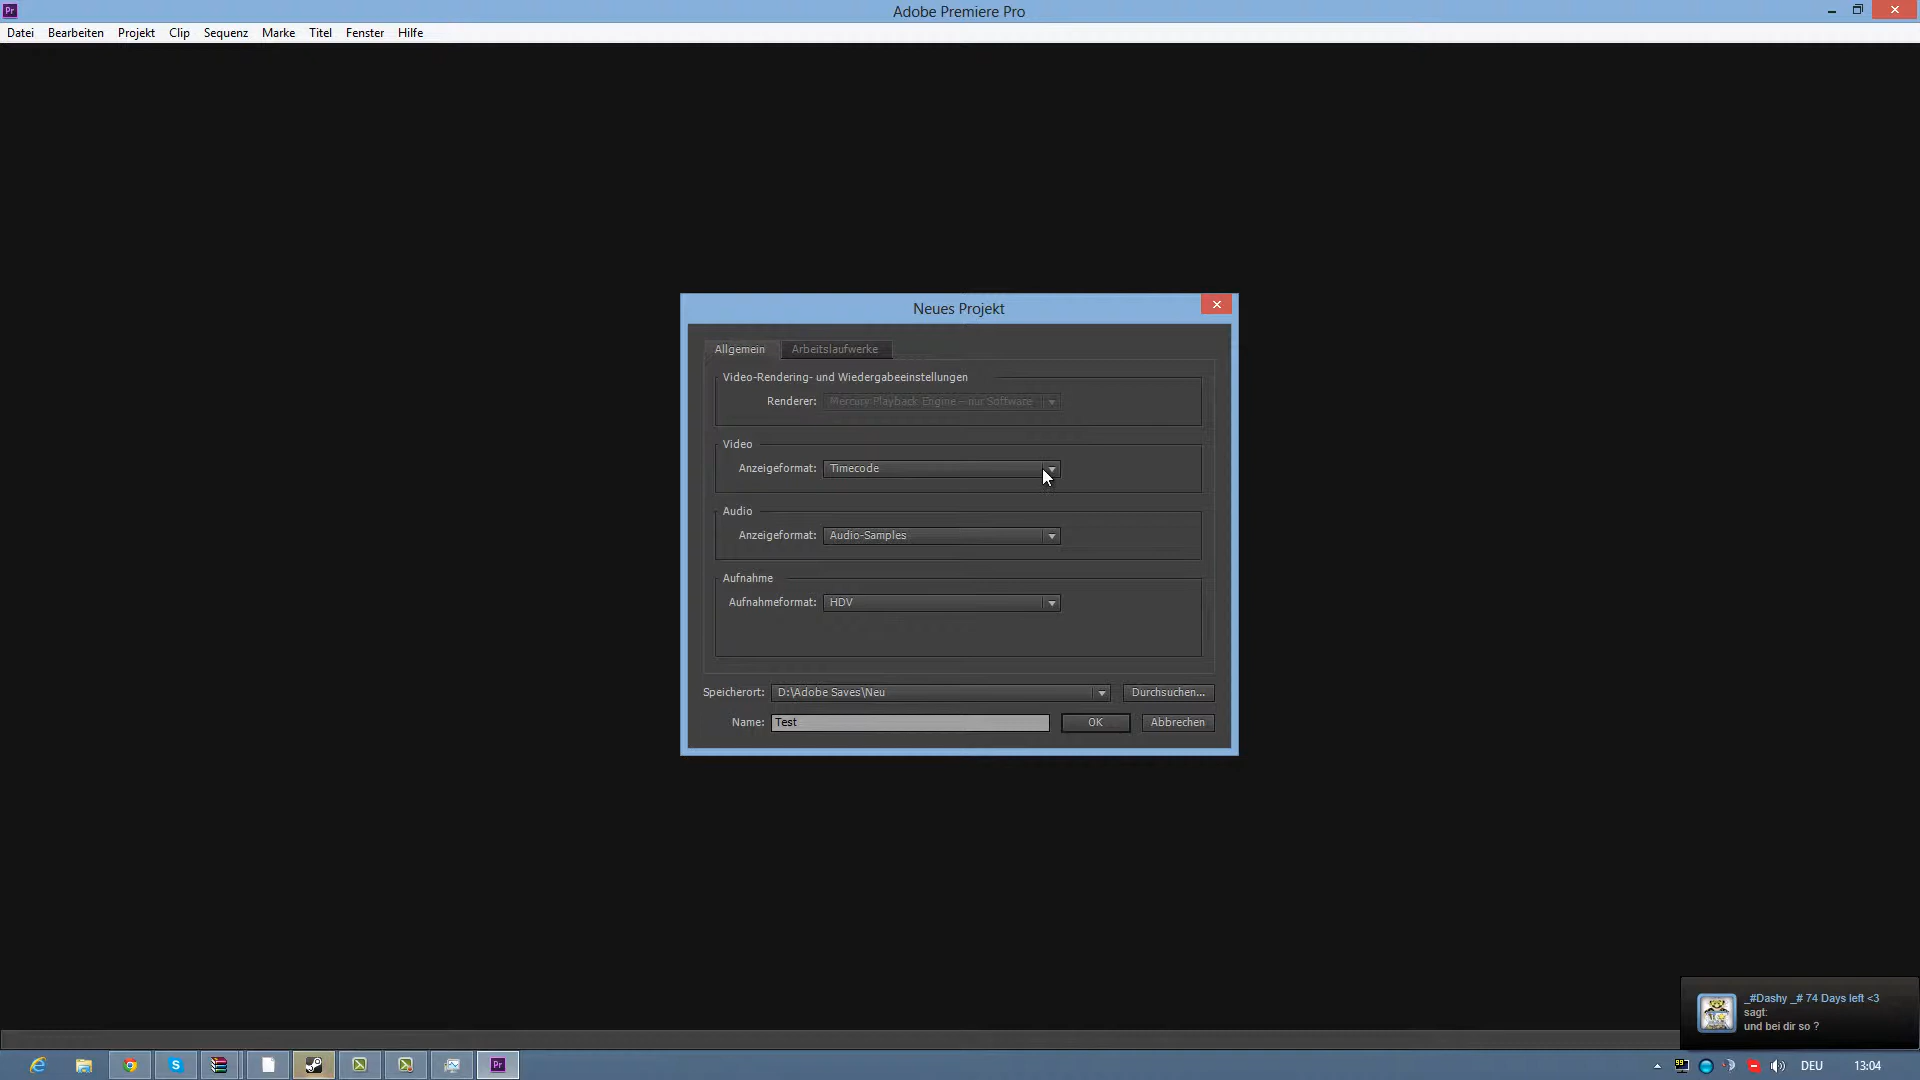 Pr Adobe Premiere Pro
Datei Bearbeiten Projekt Clip Sequenz Marke Titel Fenster Hilfe
Neues Projekt
Allgemein Arbeitslaufwerke
Video-Rendering- und Wiedergabeeinstellungen
Renderer: Mercury Playback Engine – nur Software
Video
Anzeigeformat: Timecode
Audio
Anzeigeformat: Audio-Samples
Aufnahme
Aufnahmeformat: HDV
Speicherort: D:\Adobe Saves\Neu Durchsuchen...
Name: Test OK Abbrechen
_#Dashy _# 74 Days left <3
sagt:
und bei dir so ?
Pr DEU 13:04